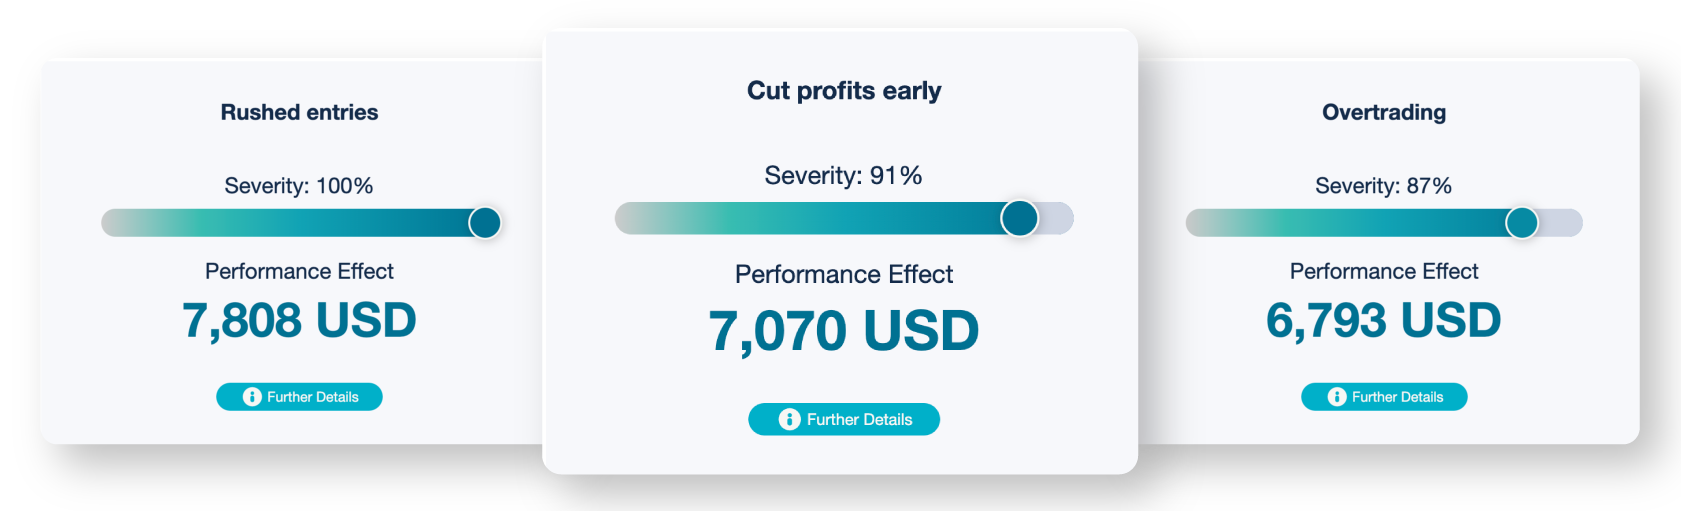 Rushed entries
Severity: 100%
Performance Effect
7,808 USD
Further Details
Cut profits early
Severity: 91%
Performance Effect
7,070 USD
Further Details
Overtrading
Severity: 87%
Performance Effect
6,793 USD
Further Details